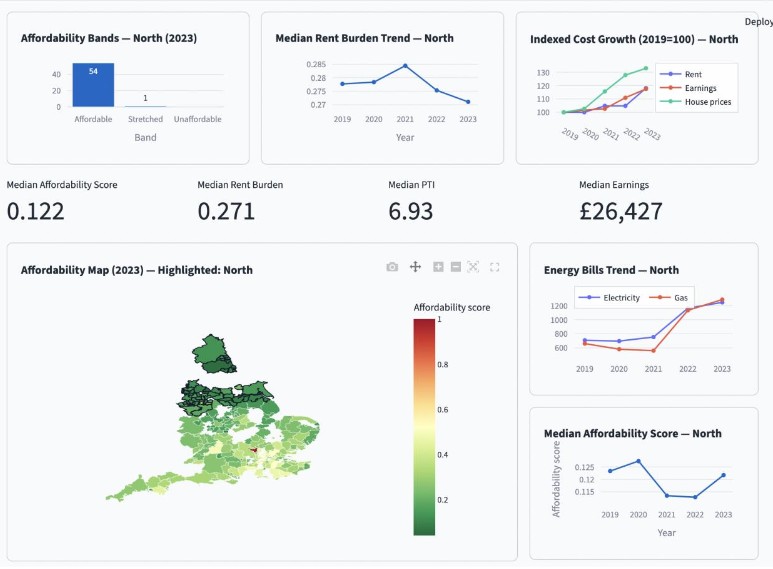 Deploy
Affordability Bands — North (2023)
40
20
0
54
1
Affordable
Stretched
Unaffordable
Band
Median Rent Burden Trend — North
0.285
0.28
0.275
0.27
2019
2020
2021
2022
2023
Year
Indexed Cost Growth (2019=100) — North
130
120
110
100
Rent
Earnings
House prices
2019
2020
2021
2022
2023
Median Affordability Score
Median Rent Burden
Median PTI
Median Earnings
0.122
0.271
6.93
£26,427
Affordability Map (2023) — Highlighted: North
Affordability score
1
0.8
0.6
0.4
0.2
Energy Bills Trend — North
Electricity
Gas
1200
1000
800
600
2019
2020
2021
2022
2023
Median Affordability Score — North
Affordability score
0.125
0.12
0.115
2019
2020
2021
2022
2023
Year